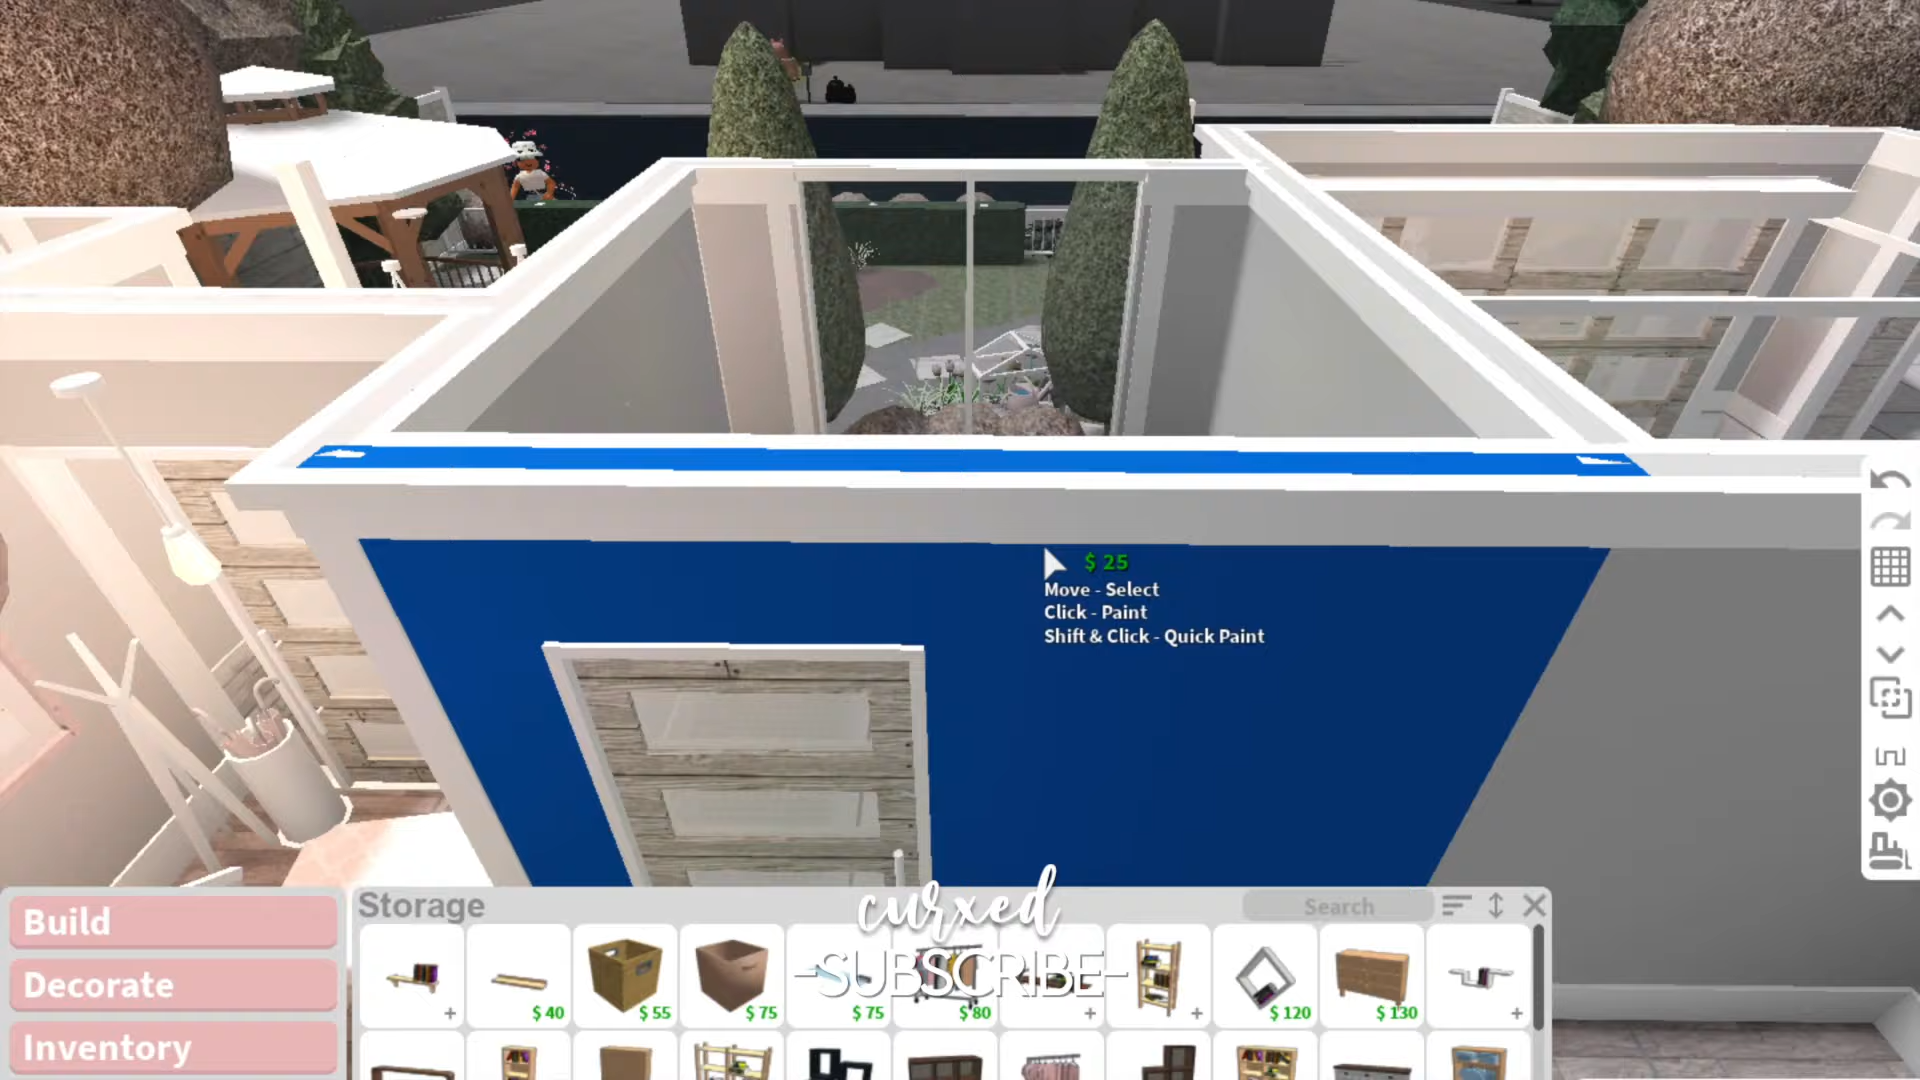 $ 25
Move - Select
Click - Paint
Shift & Click - Quick Paint
Build
Decorate
Inventory
Storage
Search
curxed
-SUBSCRIBE-
+
$ 40
$ 55
$ 75
$ 75
$ 80
+
+
$ 120
$ 130
+